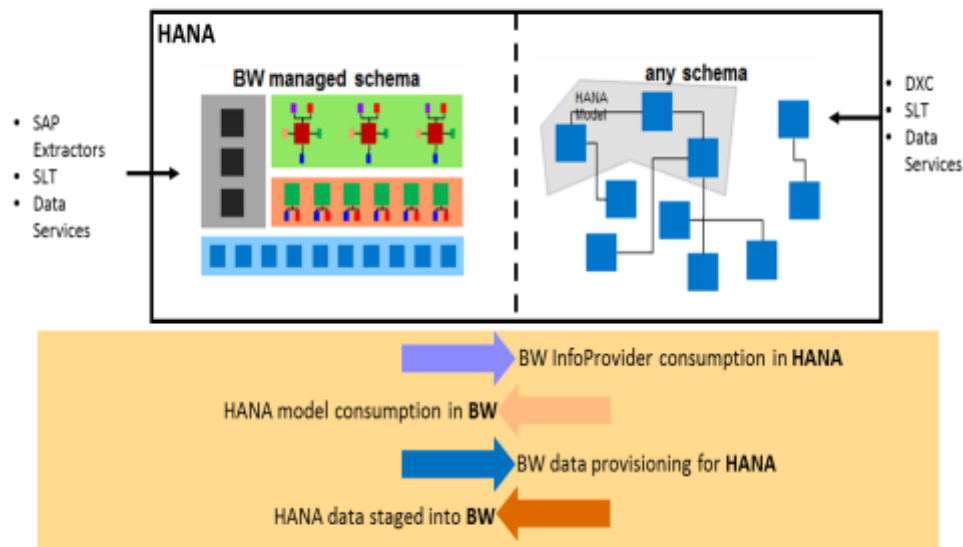 HANA
BW managed schema
any schema
HANA
Model
• SAP
Extractors
• SLT
• Data
Services
• DXC
• SLT
• Data
Services
BW InfoProvider consumption in HANA
HANA model consumption in BW
BW data provisioning for HANA
HANA data staged into BW